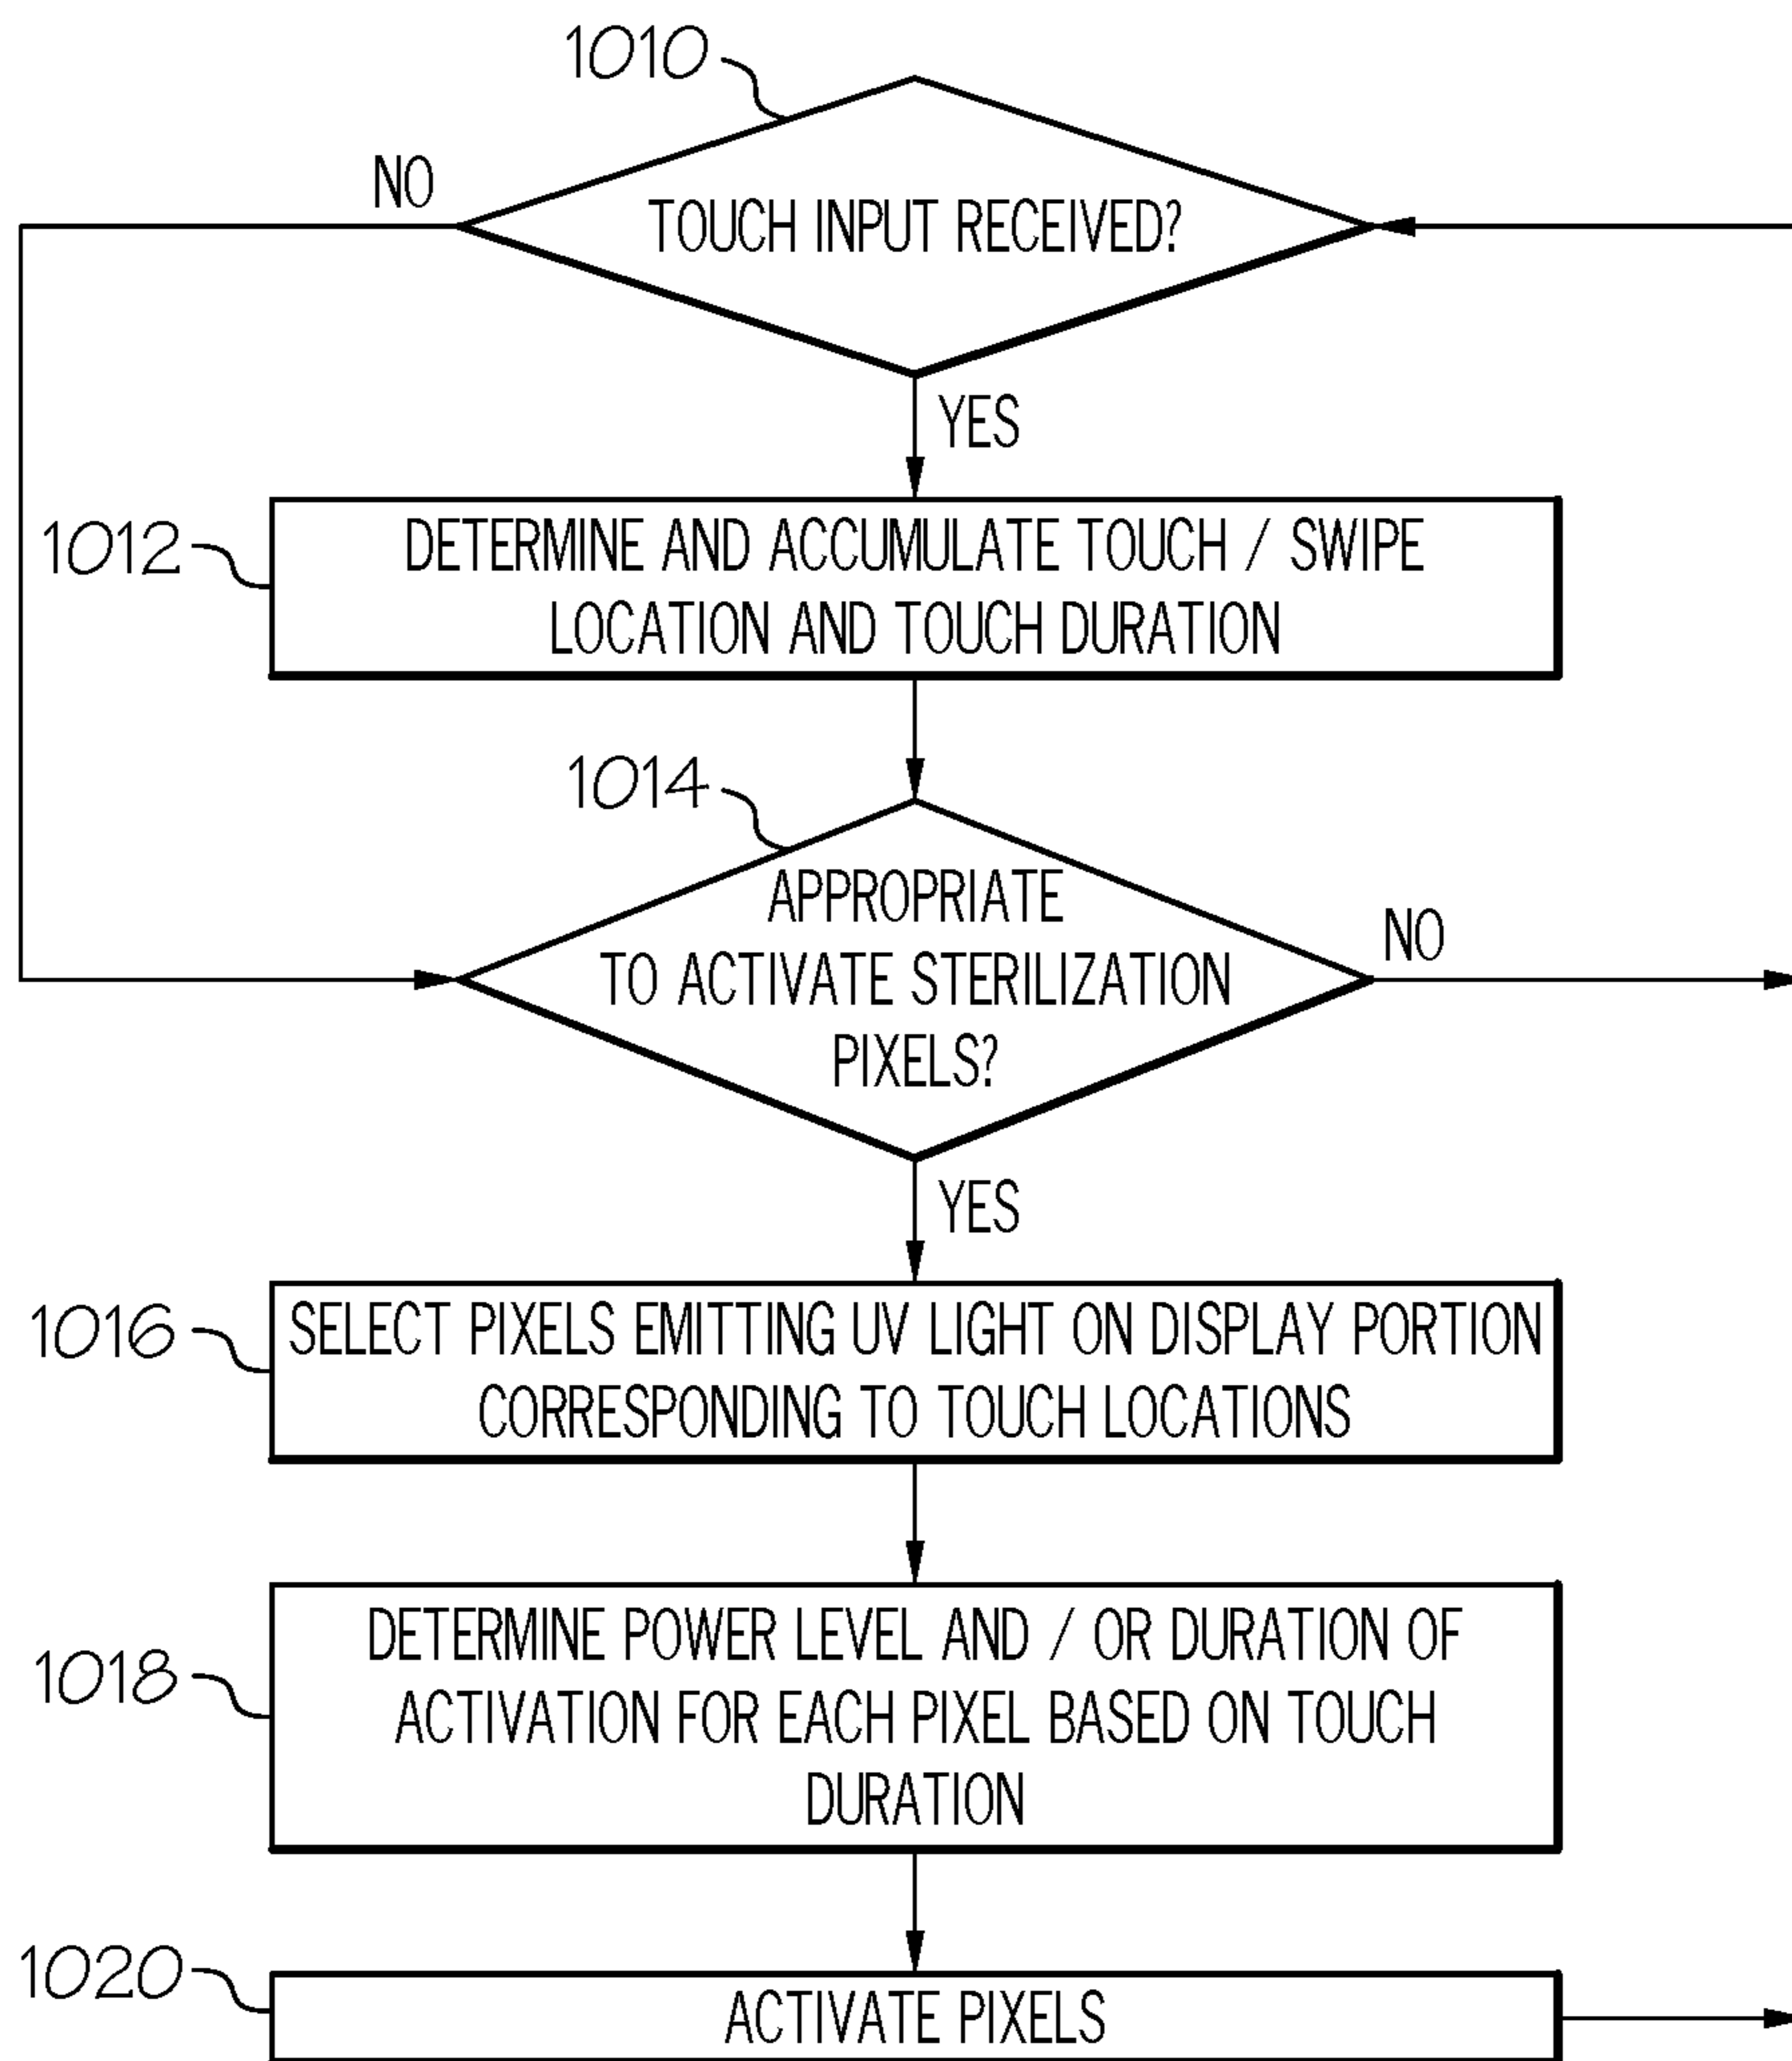 1010
NO
TOUCH INPUT RECEIVED?
YES
1012
DETERMINE AND ACCUMULATE TOUCH / SWIPE
LOCATION AND TOUCH DURATION
1014
APPROPRIATE
TO ACTIVATE STERILIZATION
PIXELS?
NO
YES
1016
SELECT PIXELS EMITTING UV LIGHT ON DISPLAY PORTION
CORRESPONDING TO TOUCH LOCATIONS
1018
DETERMINE POWER LEVEL AND / OR DURATION OF
ACTIVATION FOR EACH PIXEL BASED ON TOUCH
DURATION
1020
ACTIVATE PIXELS